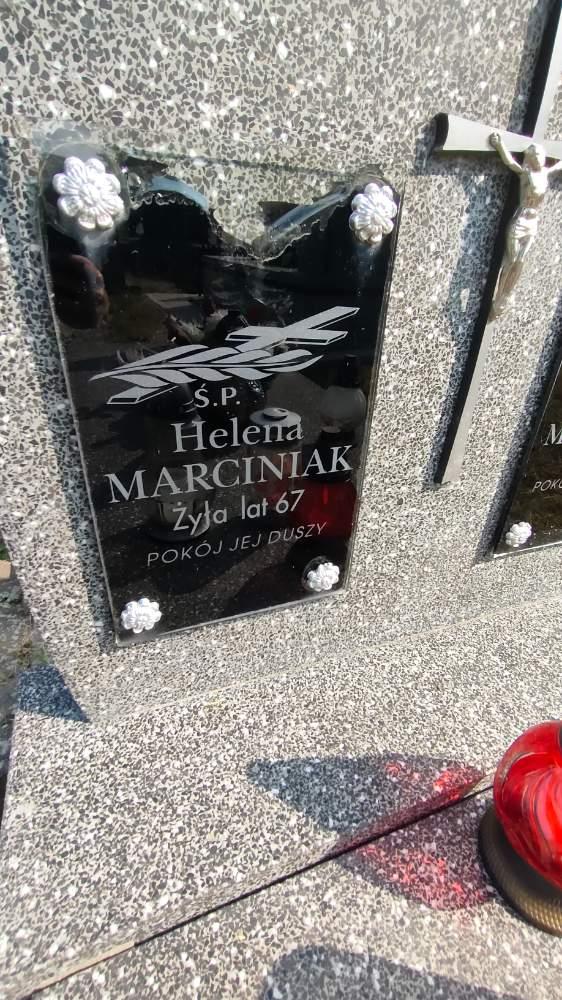 Ś.P.
Helena
MARCINIAK
Żyła lat 67
POKÓJ JEJ DUSZY